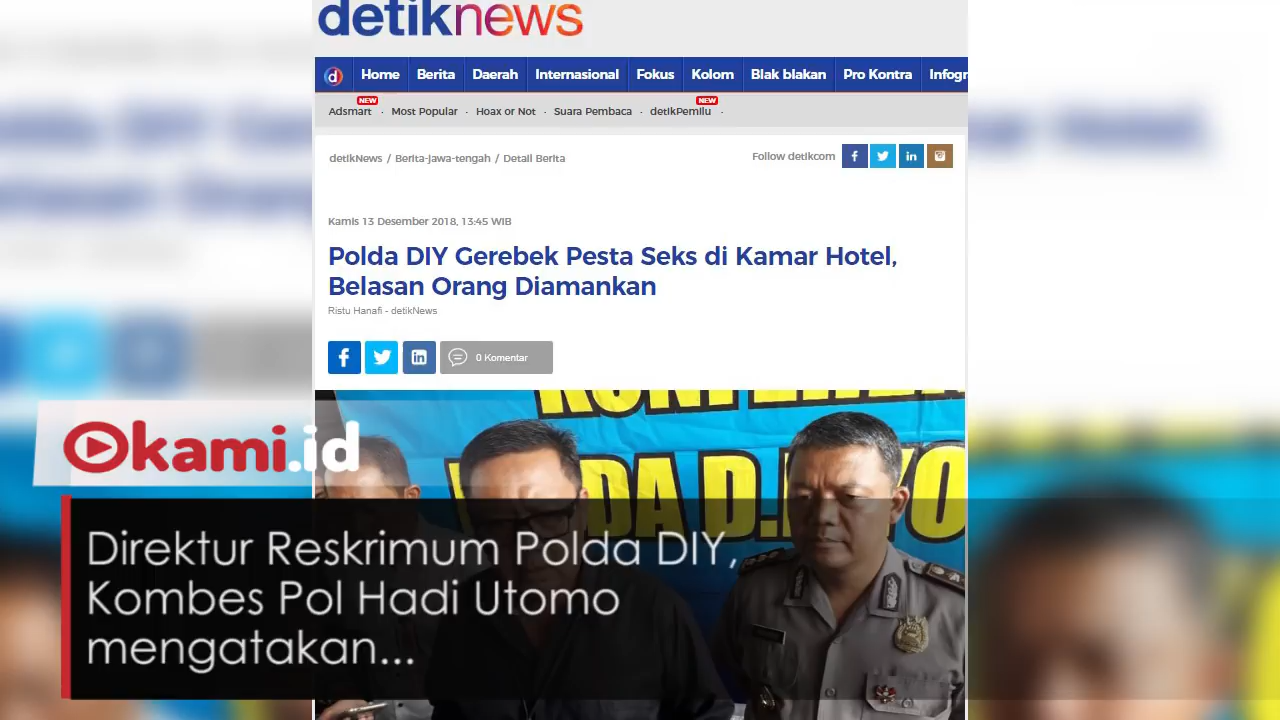 detiknews
Home Berita Daerah Internasional Fokus Kolom Blak blakan Pro Kontra Infogr
NEW NEW
Adsmart · Most Popular · Hoax or Not · Suara Pembaca · detikPemilu ·
detikNews / Berita-jawa-tengah / Detail Berita
Follow detikcom
Kamis 13 Desember 2018, 13:45 WIB
Polda DIY Gerebek Pesta Seks di Kamar Hotel,
Belasan Orang Diamankan
Ristu Hanafi - detikNews
0 Komentar
Okami.id
Direktur Reskrimum Polda DIY,
Kombes Pol Hadi Utomo
mengatakan...